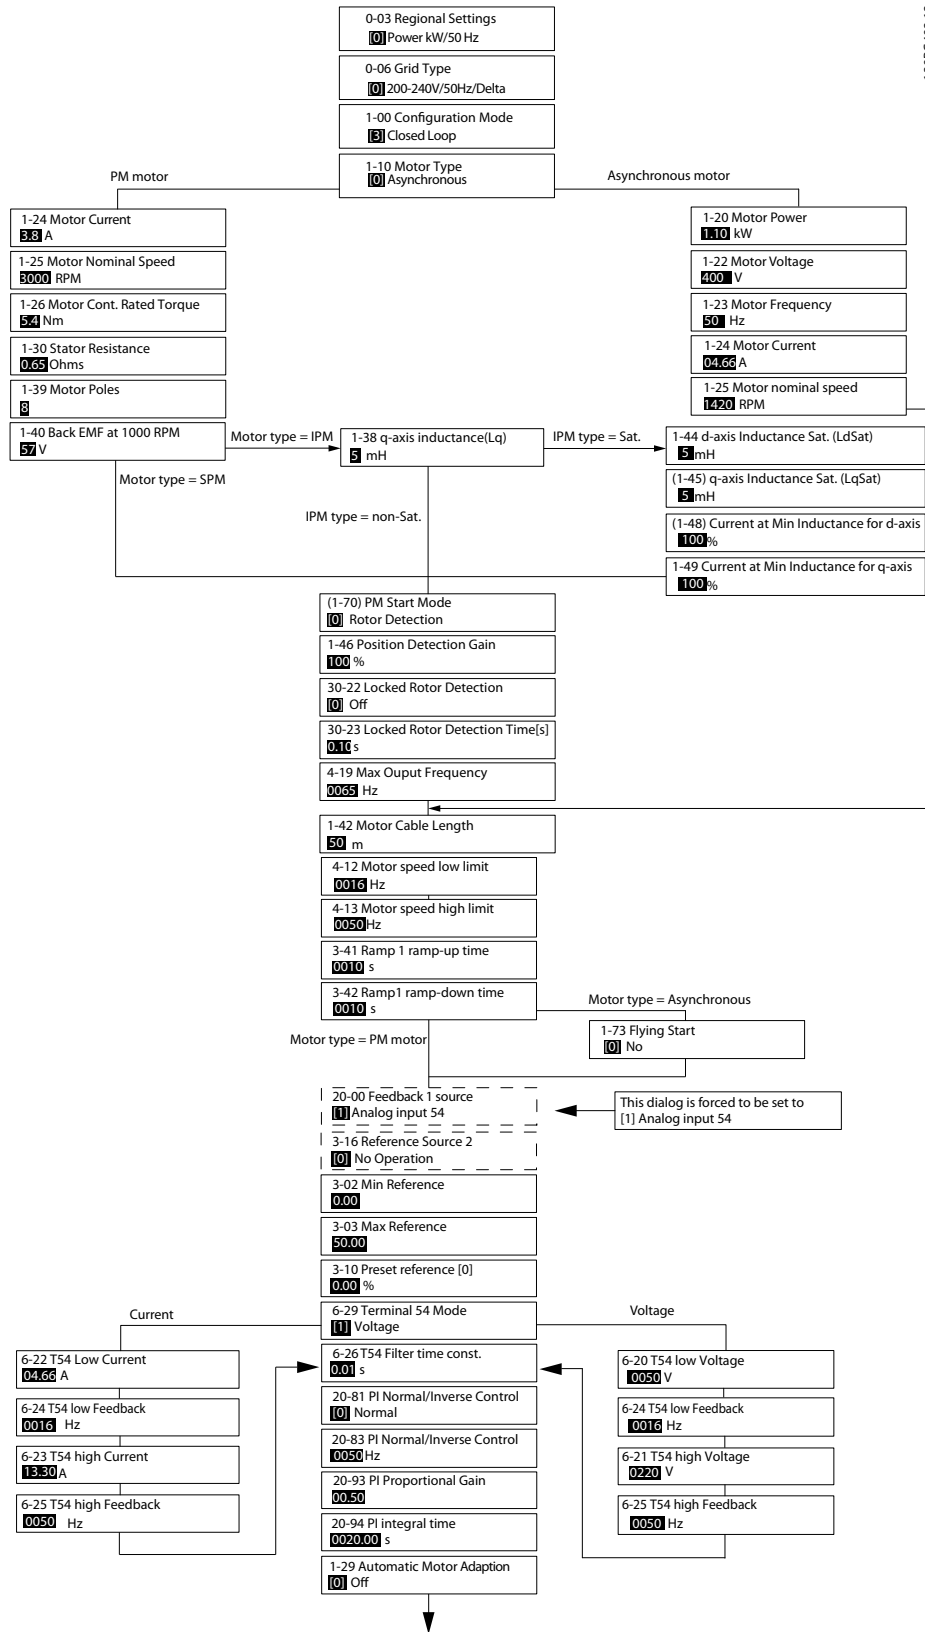 0-03 Regional Settings
[0] Power kW/50 Hz
0-06 Grid Type
[0] 200-240V/50Hz/Delta
1-00 Configuration Mode
[3] Closed Loop
1-10 Motor Type
[0] Asynchronous
PM motor
Asynchronous motor
1-24 Motor Current
3.8 A
1-25 Motor Nominal Speed
3000 RPM
1-26 Motor Cont. Rated Torque
5.4 Nm
1-30 Stator Resistance
0.65 Ohms
1-39 Motor Poles
8
1-40 Back EMF at 1000 RPM
57 V
1-20 Motor Power
1.10 kW
1-22 Motor Voltage
400 V
1-23 Motor Frequency
50 Hz
1-24 Motor Current
04.66 A
1-25 Motor nominal speed
1420 RPM
Motor type = IPM
1-38 q-axis inductance(Lq)
5 mH
IPM type = Sat.
1-44 d-axis Inductance Sat. (LdSat)
5 mH
(1-45) q-axis Inductance Sat. (LqSat)
5 mH
(1-48) Current at Min Inductance for d-axis
100 %
1-49 Current at Min Inductance for q-axis
100 %
Motor type = SPM
IPM type = non-Sat.
(1-70) PM Start Mode
[0] Rotor Detection
1-46 Position Detection Gain
100 %
30-22 Locked Rotor Detection
[0] Off
30-23 Locked Rotor Detection Time[s]
0.10 s
4-19 Max Ouput Frequency
0065 Hz
1-42 Motor Cable Length
50 m
4-12 Motor speed low limit
0016 Hz
4-13 Motor speed high limit
0050 Hz
3-41 Ramp 1 ramp-up time
0010 s
3-42 Ramp1 ramp-down time
0010 s
Motor type = Asynchronous
1-73 Flying Start
[0] No
Motor type = PM motor
20-00 Feedback 1 source
[1] Analog input 54
This dialog is forced to be set to
[1] Analog input 54
3-16 Reference Source 2
[0] No Operation
3-02 Min Reference
0.00
3-03 Max Reference
50.00
3-10 Preset reference [0]
0.00 %
Current
6-29 Terminal 54 Mode
[1] Voltage
Voltage
6-22 T54 Low Current
04.66 A
6-24 T54 low Feedback
0016 Hz
6-23 T54 high Current
13.30 A
6-25 T54 high Feedback
0050 Hz
6-26 T54 Filter time const.
0.01 s
20-81 PI Normal/Inverse Control
[0] Normal
20-83 PI Normal/Inverse Control
0050 Hz
20-93 PI Proportional Gain
00.50
20-94 PI integral time
0020.00 s
1-29 Automatic Motor Adaption
[0] Off
6-20 T54 low Voltage
0050 V
6-24 T54 low Feedback
0016 Hz
6-21 T54 high Voltage
0220 V
6-25 T54 high Feedback
0050 Hz